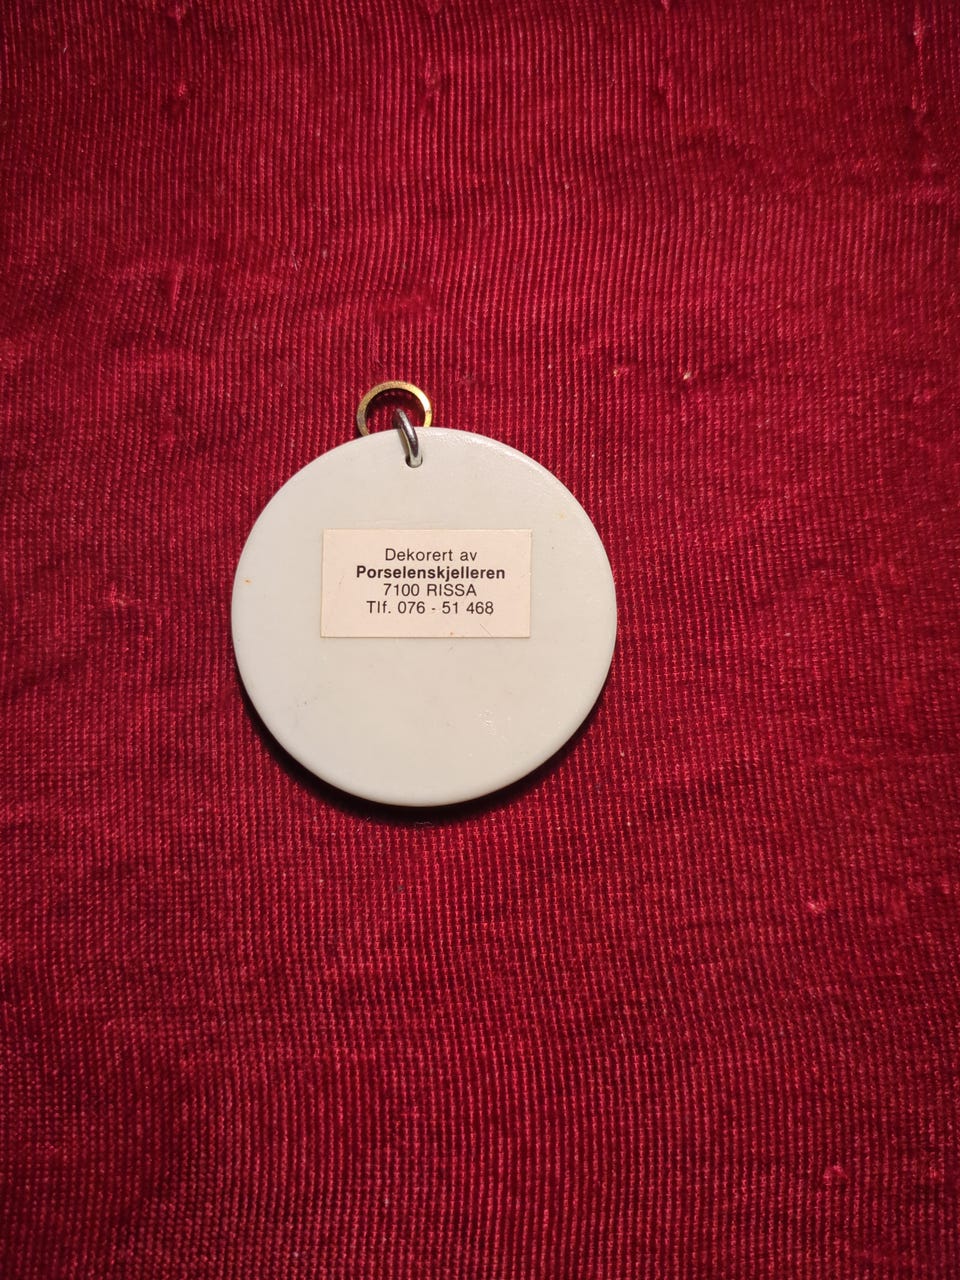 Dekorert av
Porselenskjelleren
7100 RISSA
Tlf. 076 - 51 468